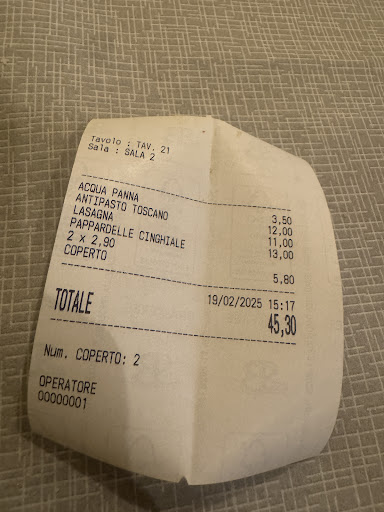 Tavolo : TAV. 21
Sala : SALA 2
ACQUA PANNA 3,50
ANTIPASTO TOSCANO 12,00
LASAGNA 11,00
PAPPARDELLE CINGHIALE 13,00
2 x 2,90
COPERTO 5,80
19/02/2025 15:17
TOTALE 45,30
Num. COPERTO: 2
OPERATORE
00000001